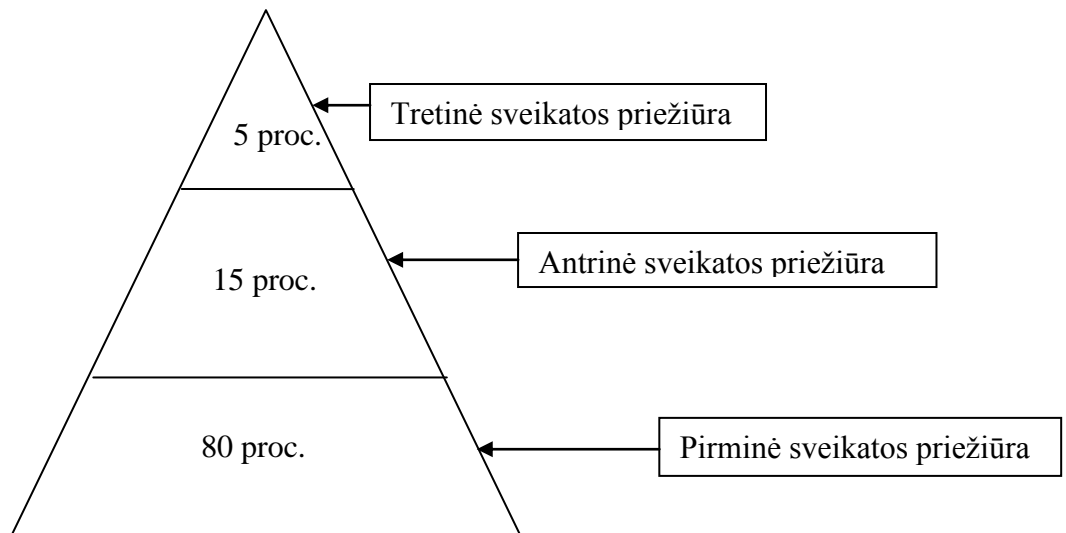 Tretinė sveikatos priežiūra
5 proc.
Antrinė sveikatos priežiūra
15 proc.
Pirminė sveikatos priežiūra
80 proc.